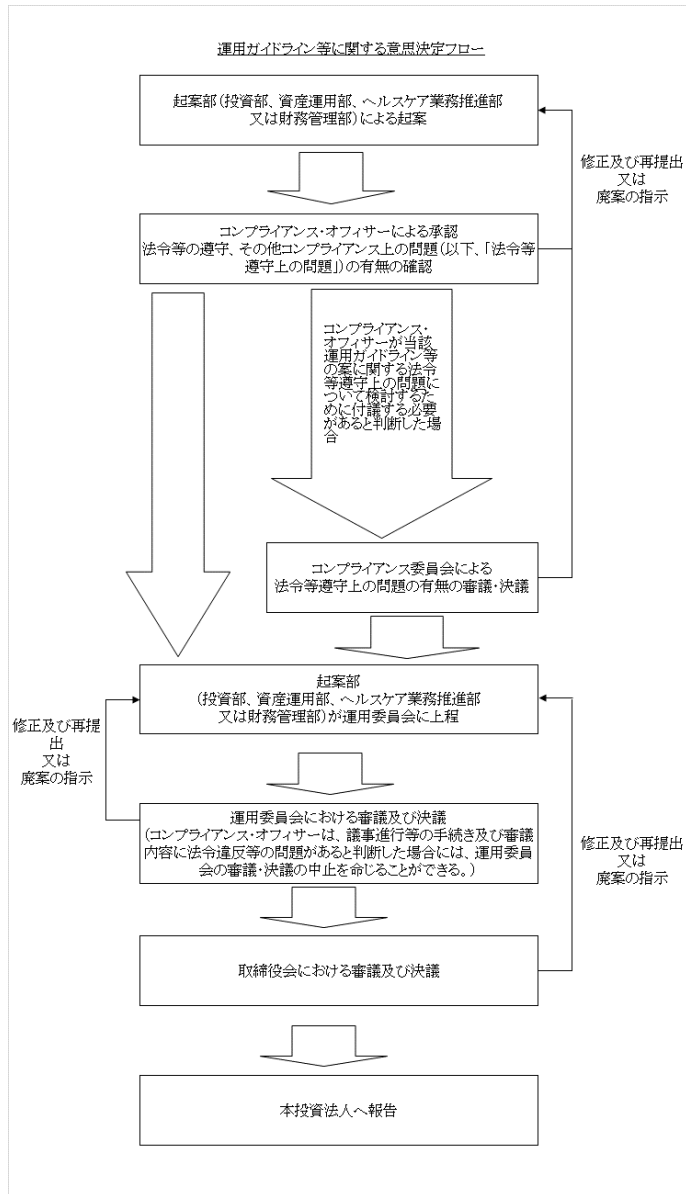 運用ガイドライン等に関する意思決定フロー
起案部(投資部、資産運用部、ヘルスケア業務推進部
又は財務管理部)による起案
修正及び再提出
又は
廃案の指示
コンプライアンス・オフィサーによる承認
法令等の遵守、その他コンプライアンス上の問題(以下、「法令等
遵守上の問題」)の有無の確認
コンプライアンス・
オフィサーが当該
運用ガイドライン等
の案に関する法令
等遵守上の問題に
ついて検討するた
めに付議する必要
があると判断した場
合
コンプライアンス委員会による
法令等遵守上の問題の有無の審議・決議
起案部
(投資部、資産運用部、ヘルスケア業務推進部
又は財務管理部)が運用委員会に上程
修正及び再提
出
又は
廃案の指示
運用委員会における審議及び決議
(コンプライアンス・オフィサーは、議事進行等の手続き及び審議
内容に法令違反等の問題があると判断した場合には、運用委員
会の審議・決議の中止を命じることができる。)
修正及び再提出
又は
廃案の指示
取締役会における審議及び決議
本投資法人へ報告